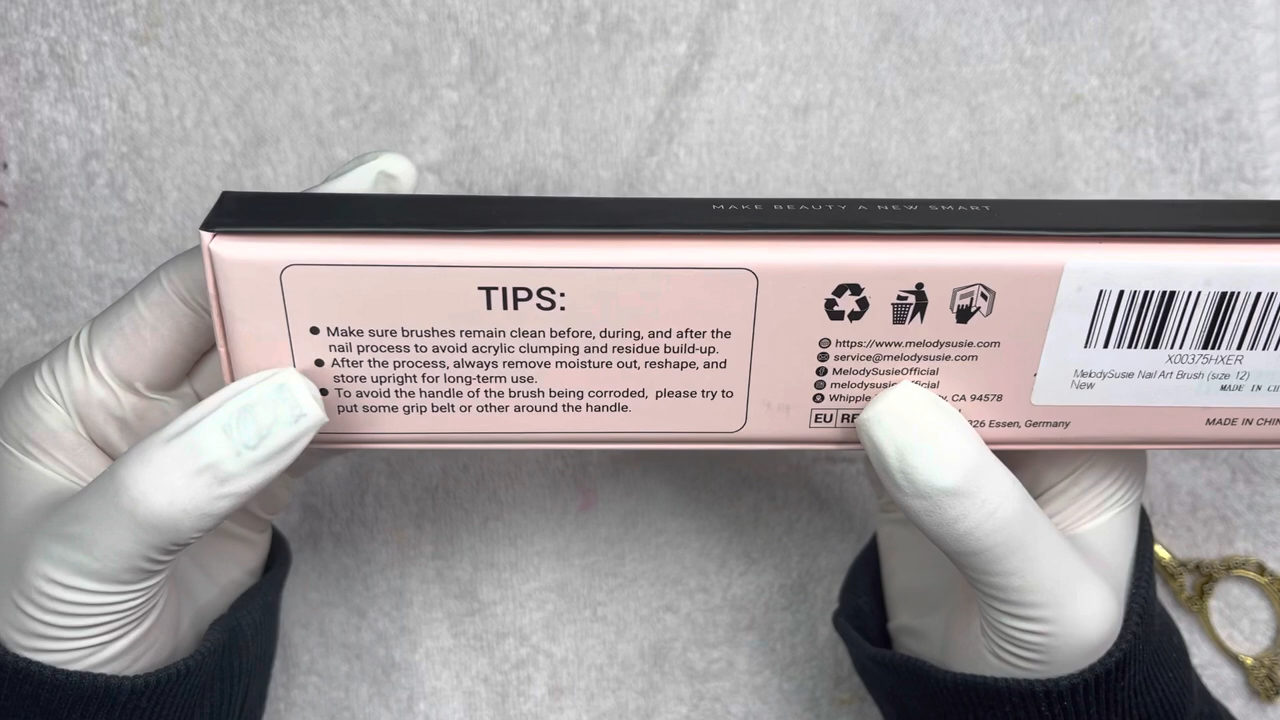 MAKE BEAUTY A NEW SMART
TIPS:
● Make sure brushes remain clean before, during, and after the
nail process to avoid acrylic clumping and residue build-up.
● After the process, always remove moisture out, reshape, and
store upright for long-term use.
● To avoid the handle of the brush being corroded, please try to
put some grip belt or other around the handle.
https://www.melodysusie.com
service@melodysusie.com
MelodySusieOfficial
Whipple CA 94578
EU
Essen, Germany
X00375HXER
MelodySusie Nail Art Brush (size 12)
New
MADE IN
MADE IN